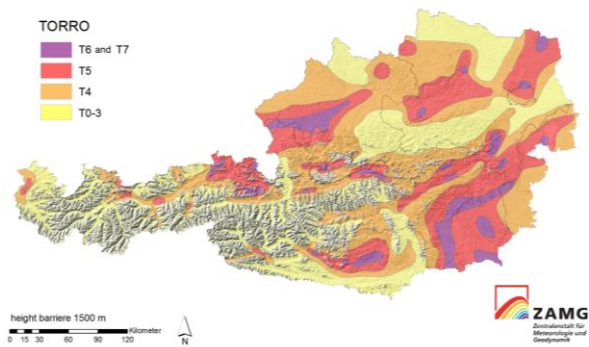 TORRO
T6 and T7
T5
T4
T0-3
height barriere 1500 m
0 15 30 60 90 120 Kilometer
N
ZAMG
Zentralanstalt für
Meteorologie und
Geodynamik